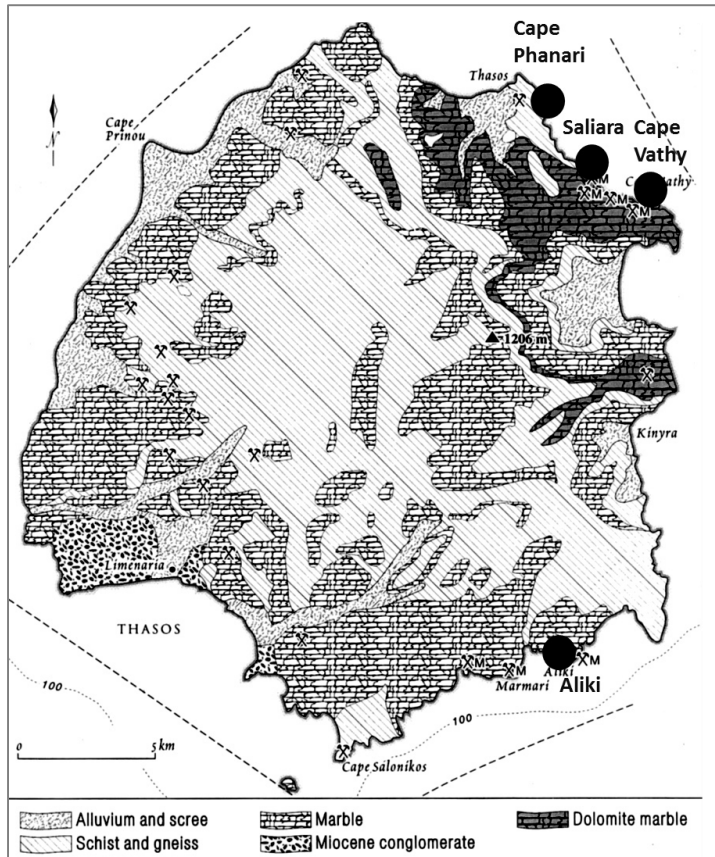 Cape
Phanari
Thasos
Saliara
Cape
Vathy
M
M
M
M
N
Cape
Prinou
1206 m
Kinyra
Limenaria
THASOS
M
M
M
Aliki
Marmari
Aliki
100
100
0
5 km
Cape Salonikos
Alluvium and scree
Marble
Dolomite marble
Schist and gneiss
Miocene conglomerate